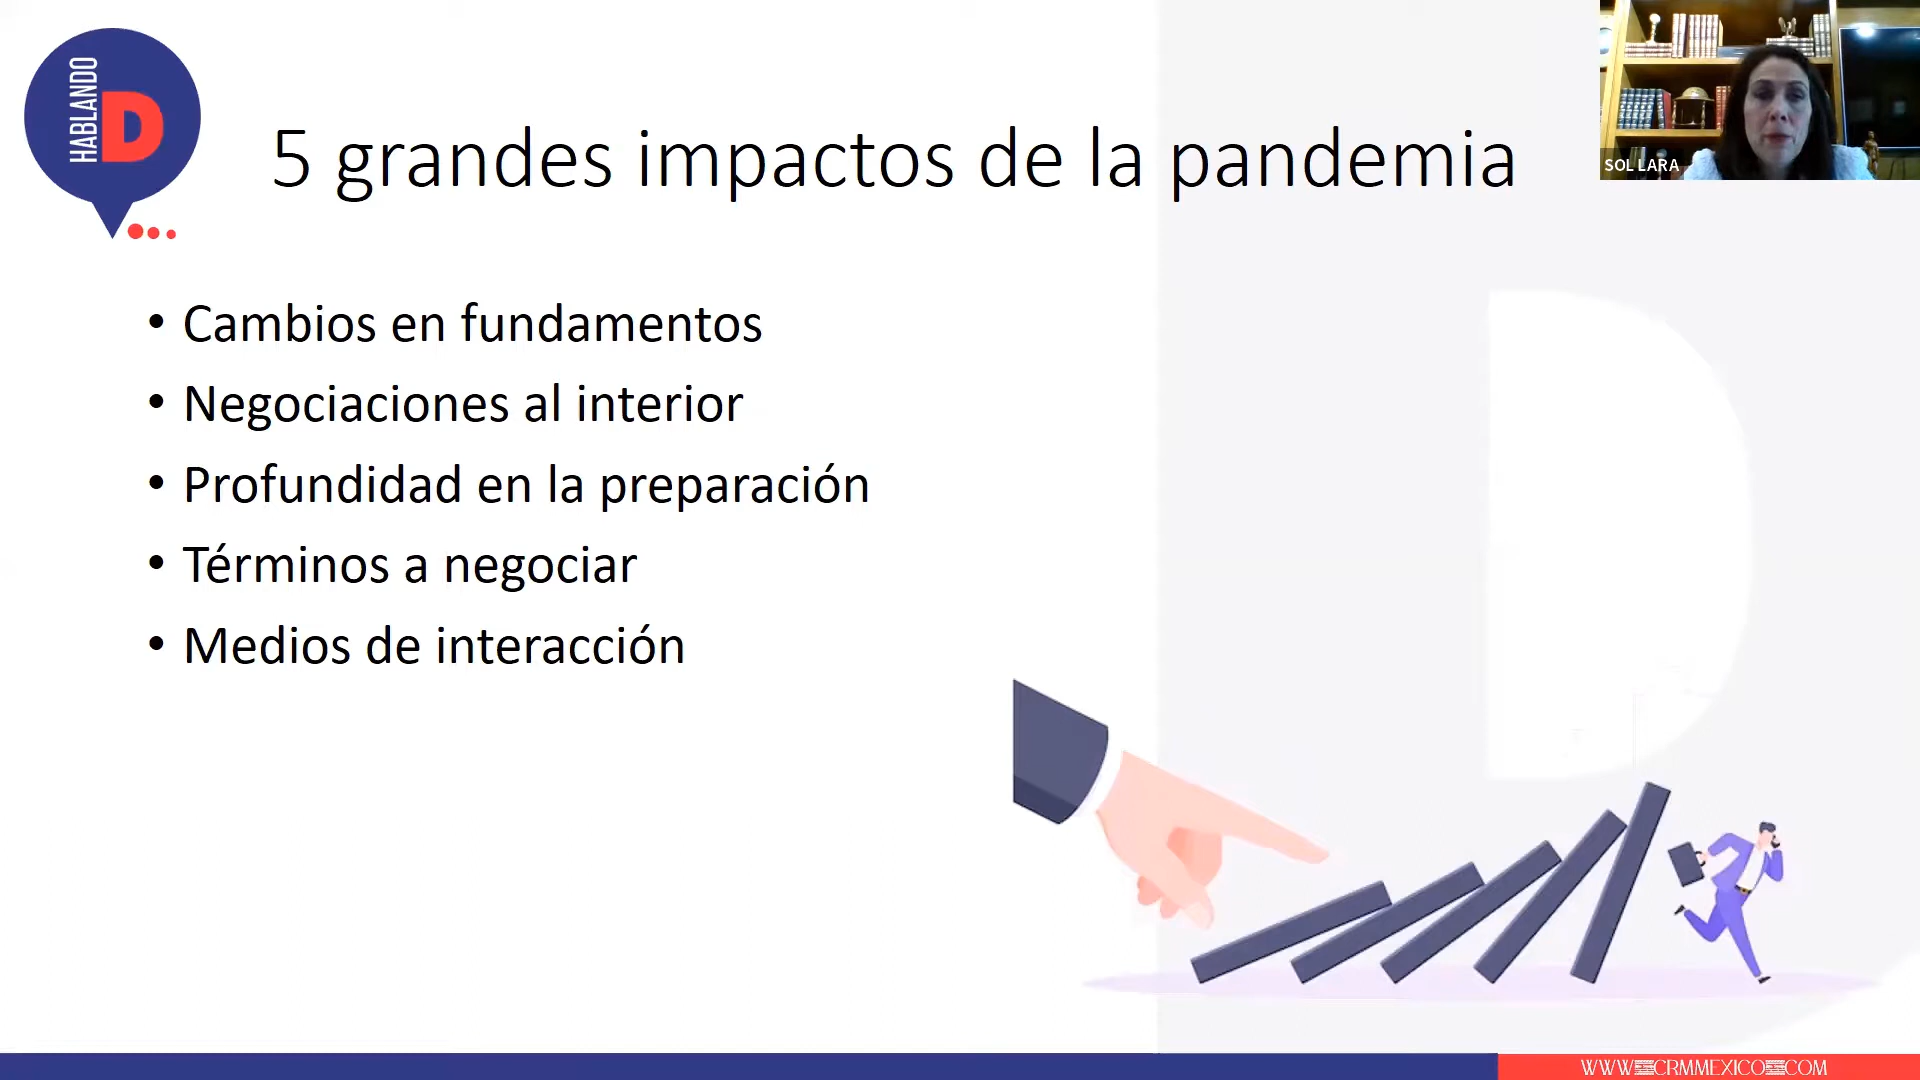 HABLANDO
D
5 grandes impactos de la pandemia
SOL LARA
• Cambios en fundamentos
• Negociaciones al interior
• Profundidad en la preparación
• Términos a negociar
• Medios de interacción
WWW CRMMEXICO COM